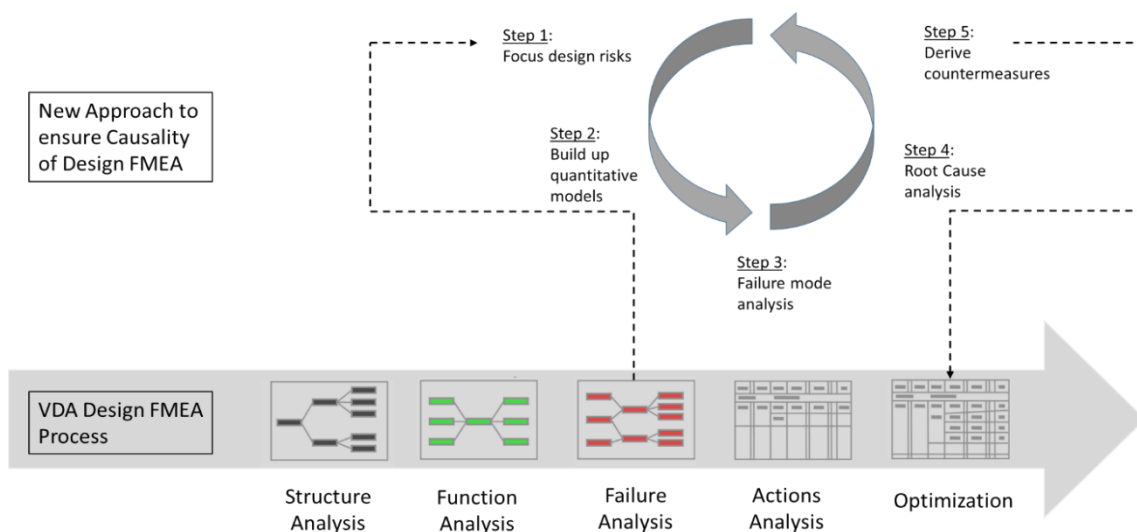 New Approach to
ensure Causality
of Design FMEA
Step 1:
Focus design risks
Step 2:
Build up
quantitative
models
Step 3:
Failure mode
analysis
Step 4:
Root Cause
analysis
Step 5:
Derive
countermeasures
VDA Design FMEA
Process
Structure
Analysis
Function
Analysis
Failure
Analysis
Actions
Analysis
Optimization